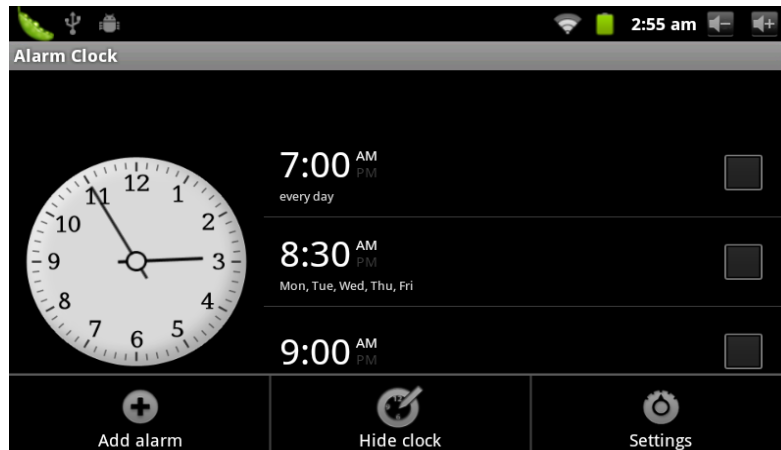 2:55 am
Alarm Clock
12
11
1
10
2
9
3
8
4
7
6
5
7:00 AM PM
every day
8:30 AM PM
Mon, Tue, Wed, Thu, Fri
9:00 AM PM
Add alarm
Hide clock
Settings